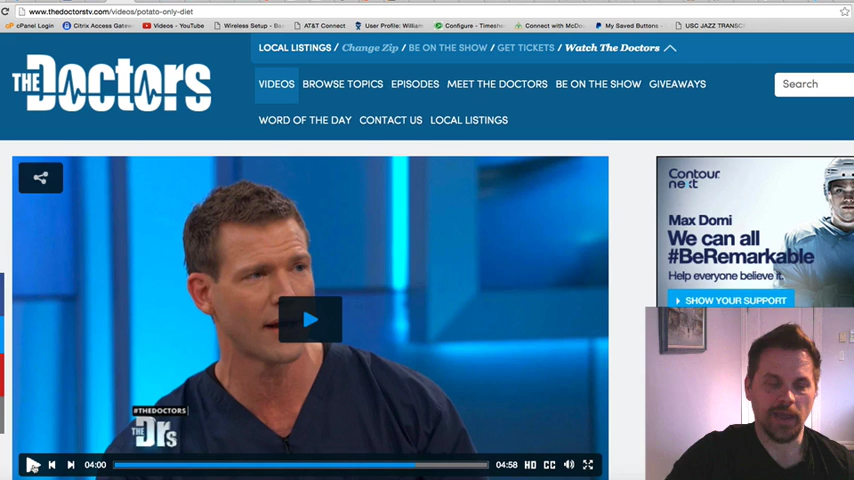 www.thedoctorstv.com/videos/potato-only-diet
cPanel Login
Citrix Access Gatew
Videos - YouTube
Wireless Setup - Ba
AT&T Connect
User Profile: William
Configure - Timeshe
Connect with McDo
My Saved Buttons
USC JAZZ TRANSC
LOCAL LISTINGS / Change Zip / BE ON THE SHOW / GET TICKETS / Watch The Doctors
THE Doctors
VIDEOS BROWSE TOPICS EPISODES MEET THE DOCTORS BE ON THE SHOW GIVEAWAYS
Search
WORD OF THE DAY CONTACT US LOCAL LISTINGS
Contour
next
Max Domi
We can all
#BeRemarkable
Help everyone believe it.
SHOW YOUR SUPPORT
#THEDOCTORS
THE Drs
04:00 04:58 HD CC